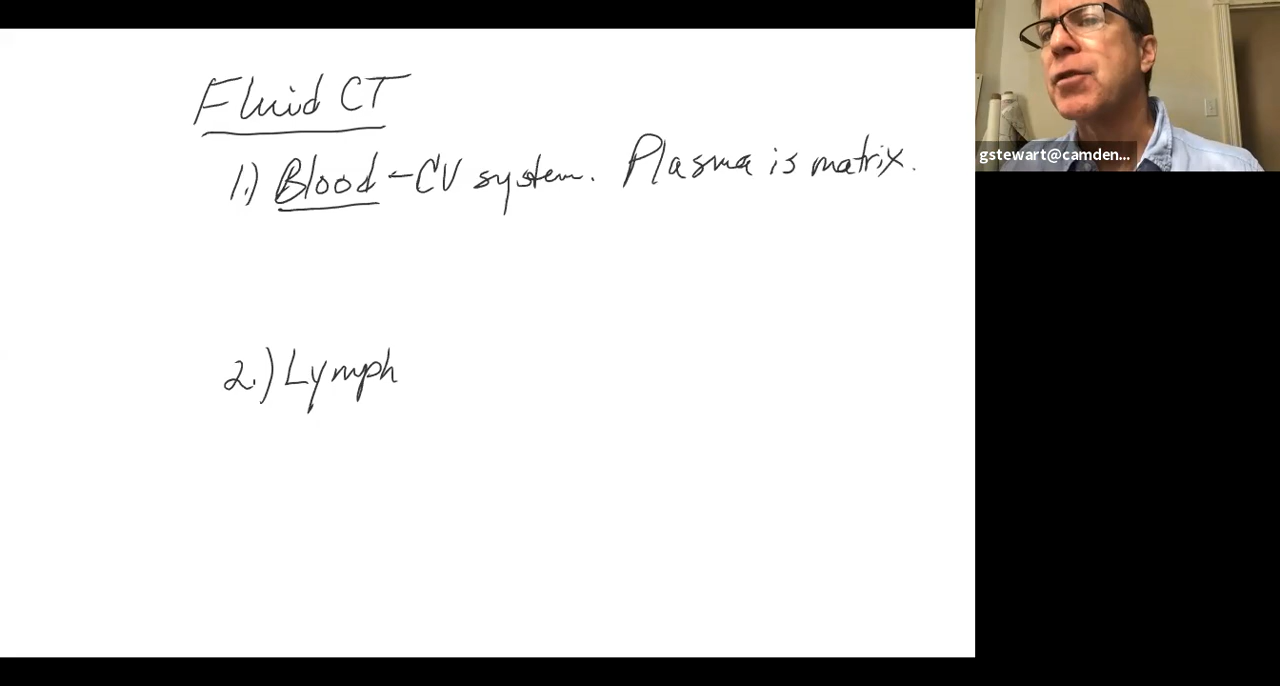 Fluid CT
1.) Blood - CV system. Plasma is matrix.
gstewart@camden...
2.) Lymph